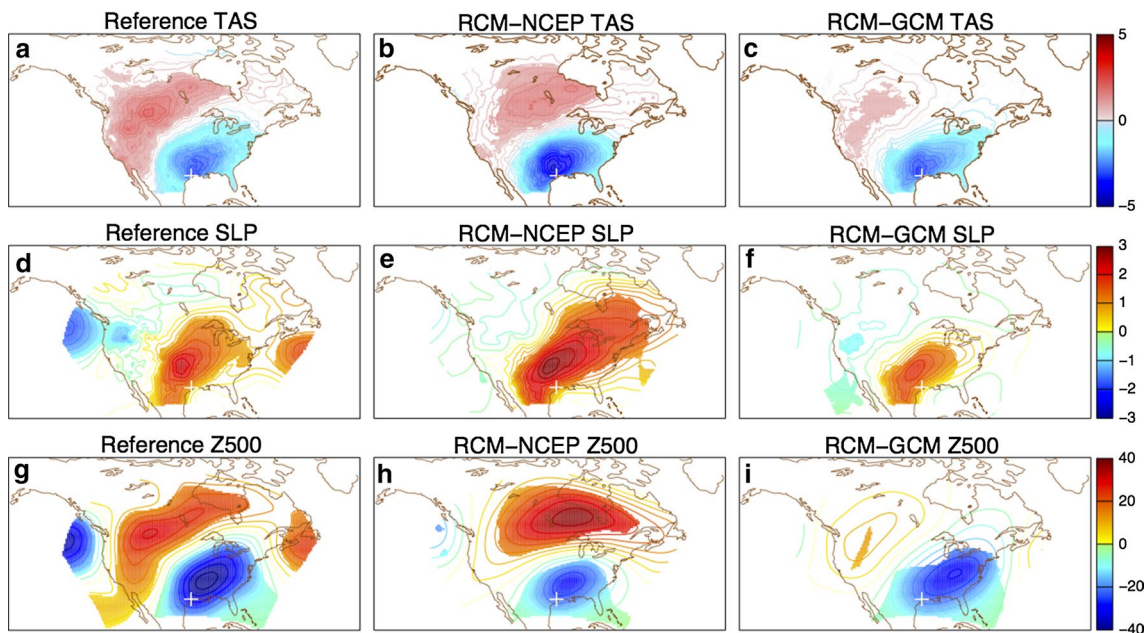 Reference TAS
RCM−NCEP TAS
RCM−GCM TAS
a
b
c
5
0
−5
Reference SLP
RCM−NCEP SLP
RCM−GCM SLP
d
e
f
3
2
1
0
−1
−2
−3
Reference Z500
RCM−NCEP Z500
RCM−GCM Z500
g
h
i
40
20
0
−20
−40